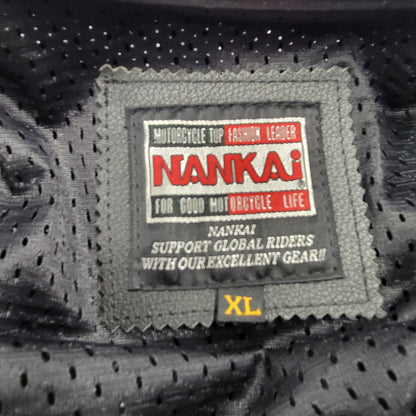 MOTORCYCLE TOP FASHION LEADER
NANKAi
®
FOR GOOD MOTORCYCLE LIFE
NANKAI
SUPPORT GLOBAL RIDERS
WITH OUR EXCELLENT GEAR!!
XL